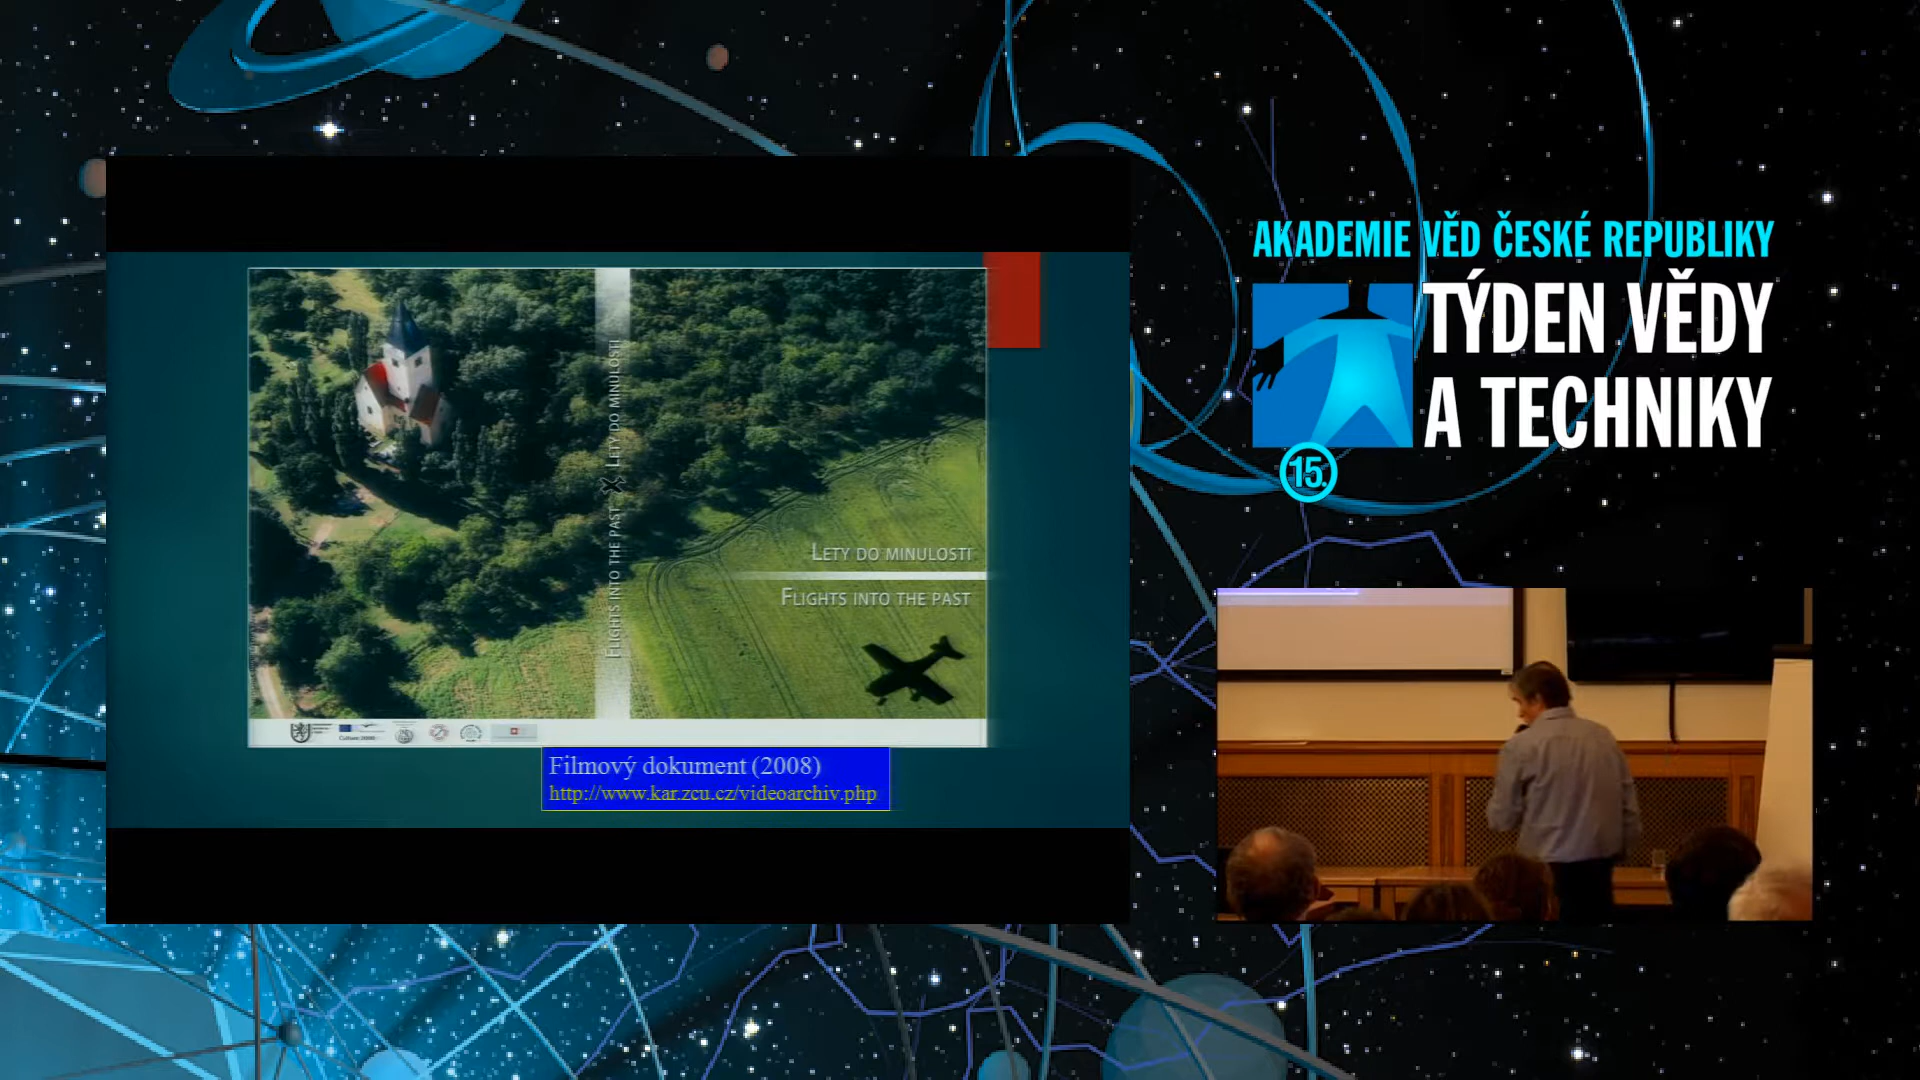 AKADEMIE VĚD ČESKÉ REPUBLIKY
TÝDEN VĚDY
A TECHNIKY
15.
FLIGHTS INTO THE PAST LETY DO MINULOSTI
LETY DO MINULOSTI
FLIGHTS INTO THE PAST
Filmový dokument (2008)
http://www.kar.zcu.cz/videoarchiv.php